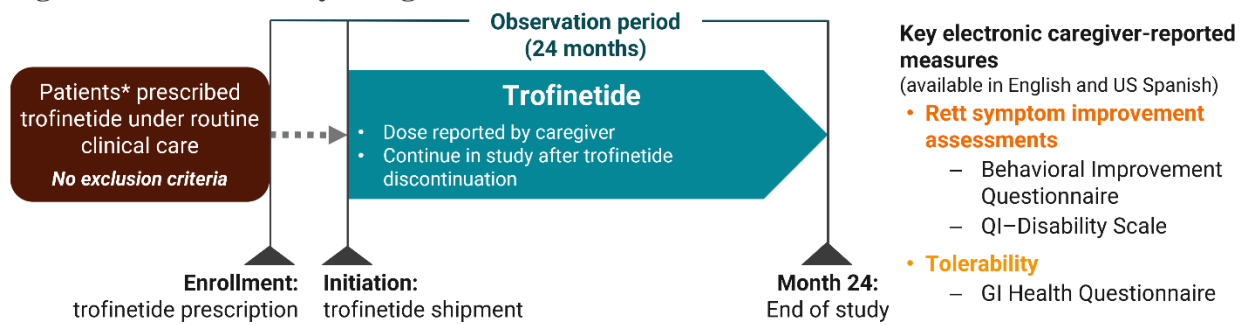 Observation period
(24 months)
Patients* prescribed
trofinetide under routine
clinical care
No exclusion criteria
Trofinetide
• Dose reported by caregiver
• Continue in study after trofinetide
discontinuation
Enrollment:
trofinetide prescription
Initiation:
trofinetide shipment
Month 24:
End of study
Key electronic caregiver-reported
measures
(available in English and US Spanish)
• Rett symptom improvement
assessments
– Behavioral Improvement
Questionnaire
– QI–Disability Scale
• Tolerability
– GI Health Questionnaire